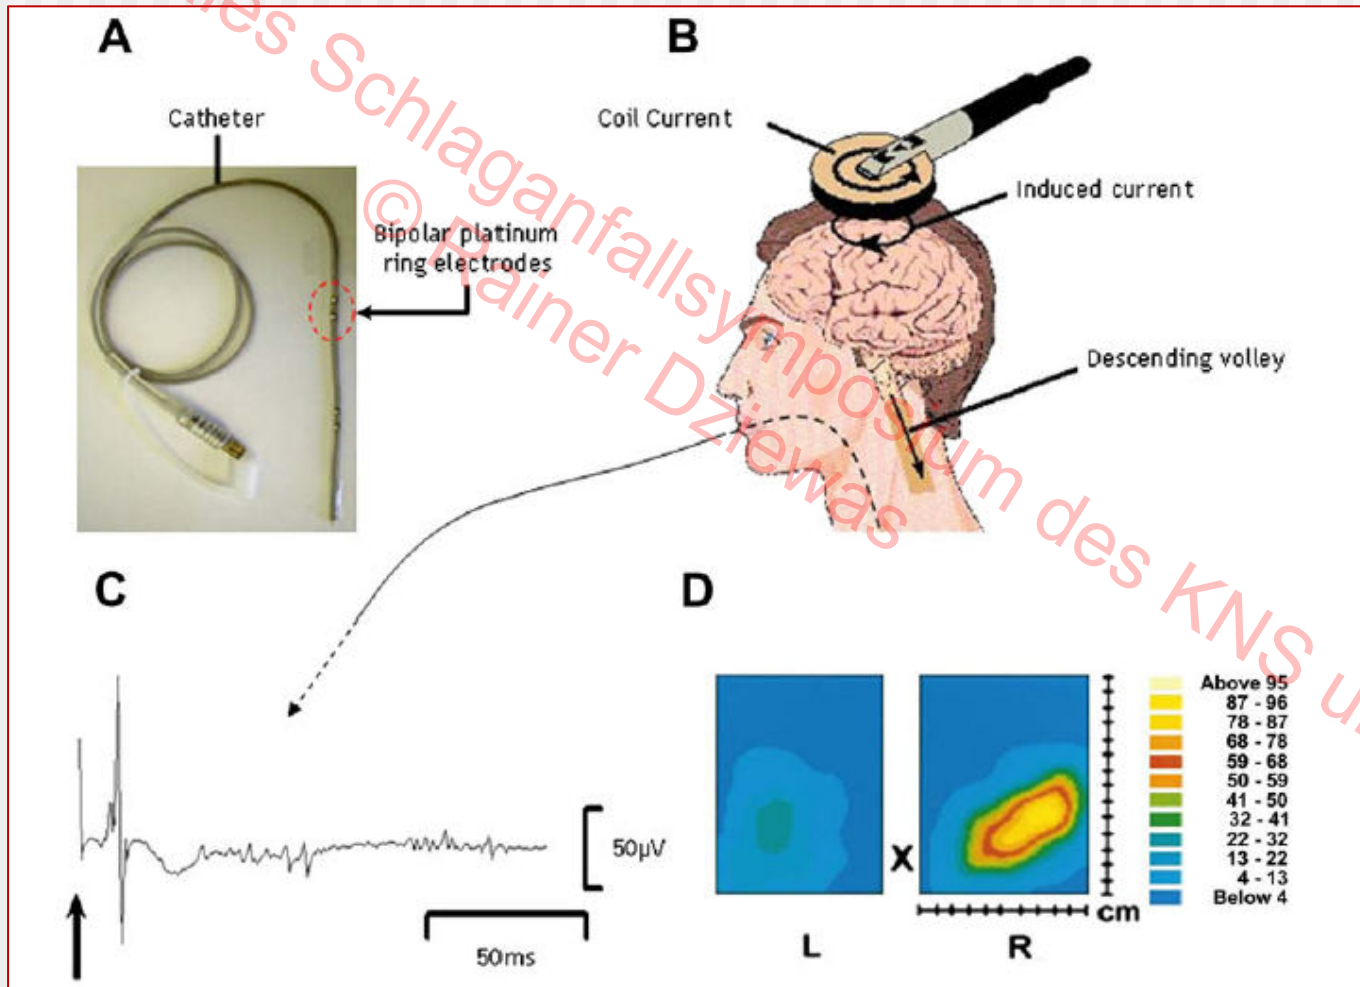 A
Catheter
Bipolar platinum
ring electrodes
B
Coil Current
Induced current
Descending volley
C
50µV
50ms
D
Above 95
87 - 96
78 - 87
68 - 78
59 - 68
50 - 59
41 - 50
32 - 41
22 - 32
13 - 22
4 - 13
Below 4
X
cm
L
R
Schlaganfallsymposium des KNS
© Rainer Dziewas